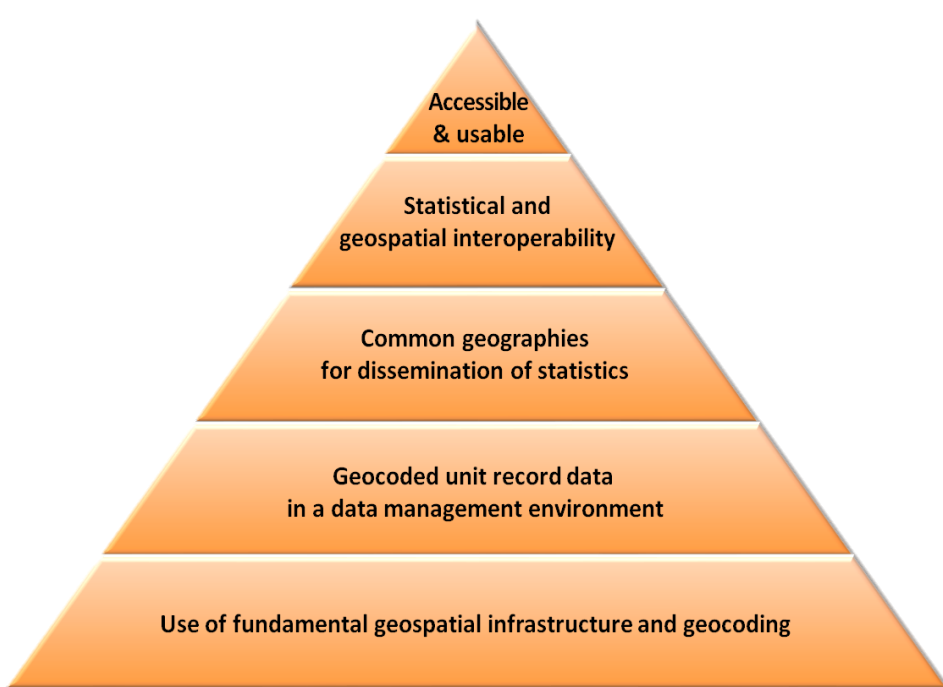 Accessible
& usable
Statistical and
geospatial interoperability
Common geographies
for dissemination of statistics
Geocoded unit record data
in a data management environment
Use of fundamental geospatial infrastructure and geocoding